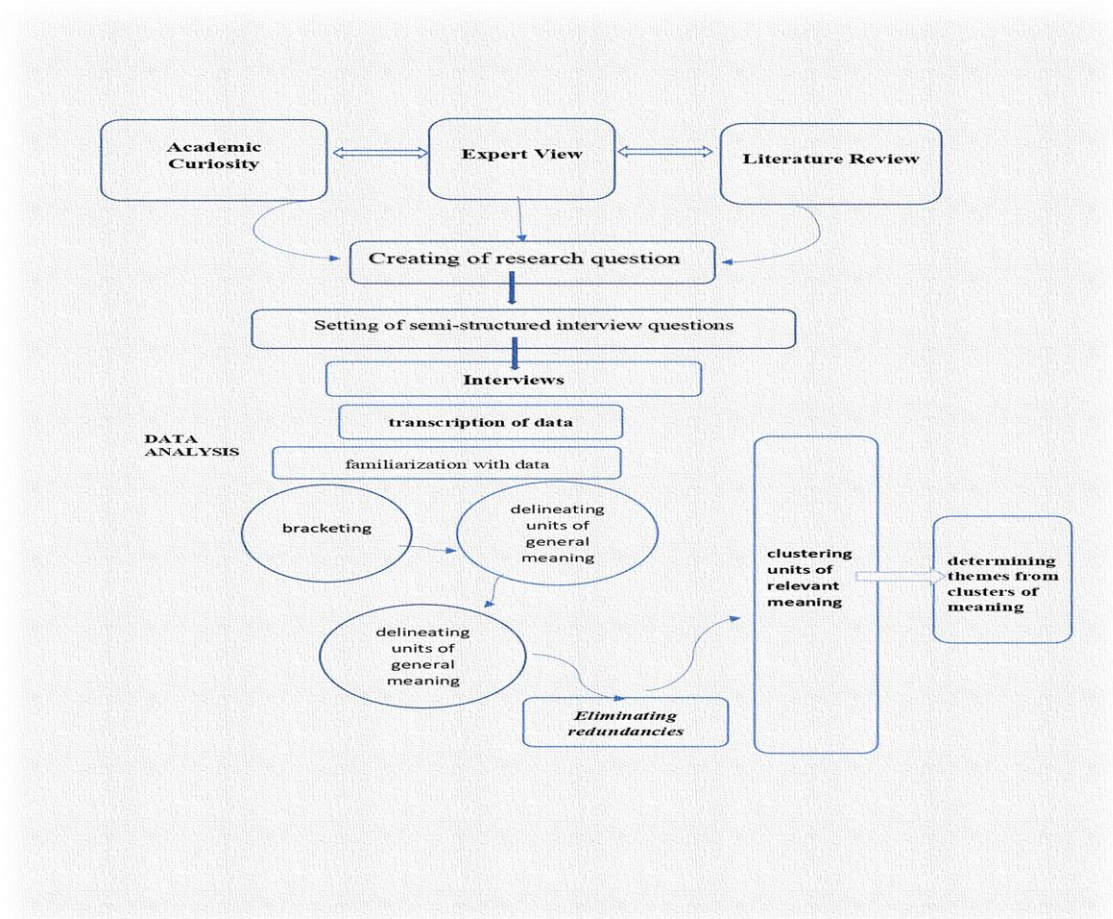 Academic
Curiosity
Expert View
Literature Review
Creating of research question
Setting of semi-structured interview questions
Interviews
transcription of data
DATA
ANALYSIS
familiarization with data
bracketing
delineating
units of
general
meaning
delineating
units of
general
meaning
Eliminating
redundancies
clustering
units of
relevant
meaning
determining
themes from
clusters of
meaning